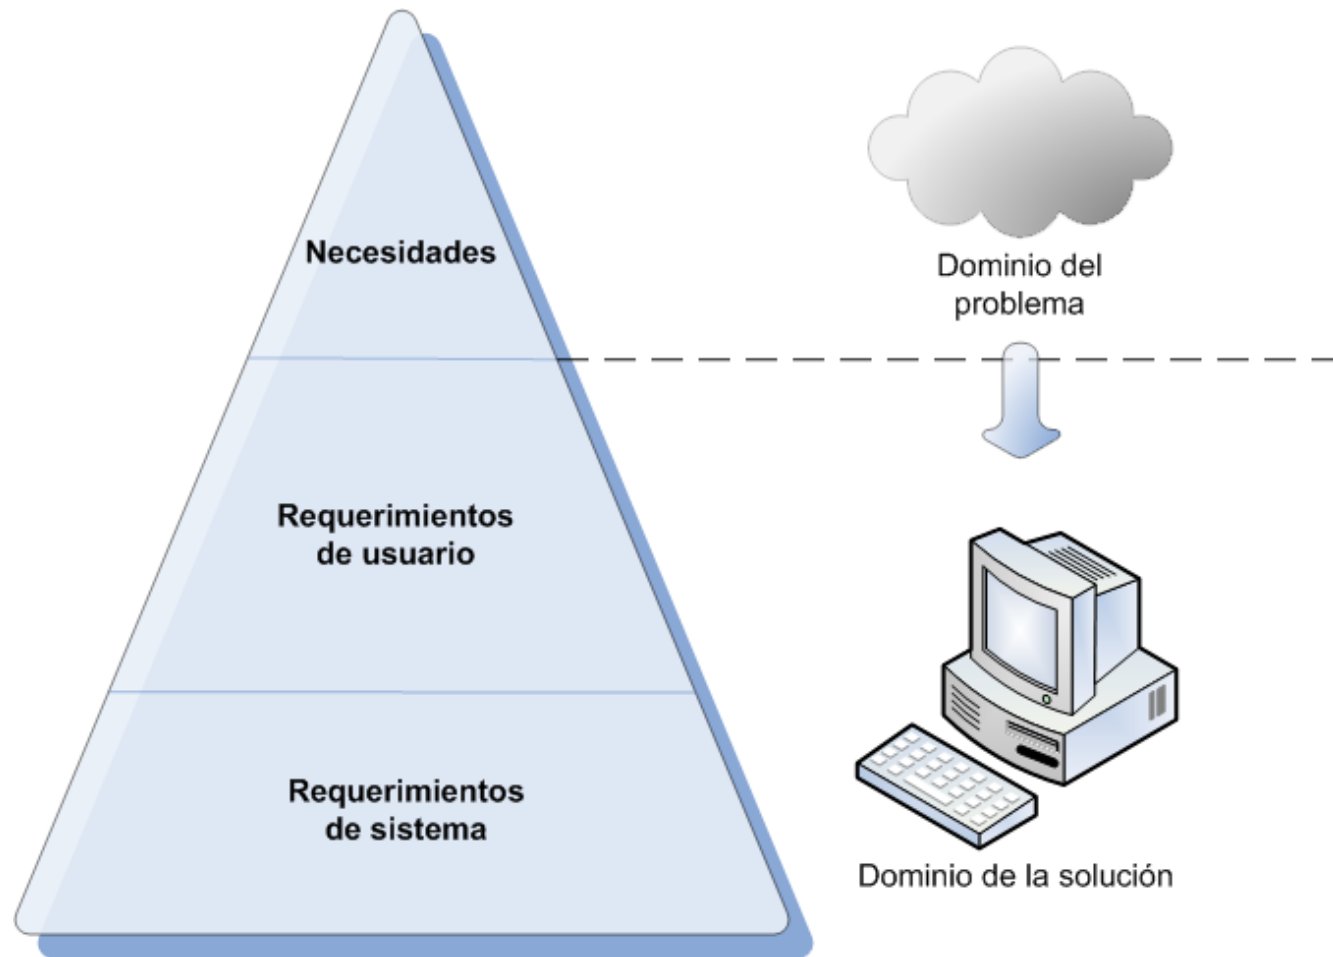 Necesidades
Dominio del
problema
Requerimientos
de usuario
Requerimientos
de sistema
Dominio de la solución